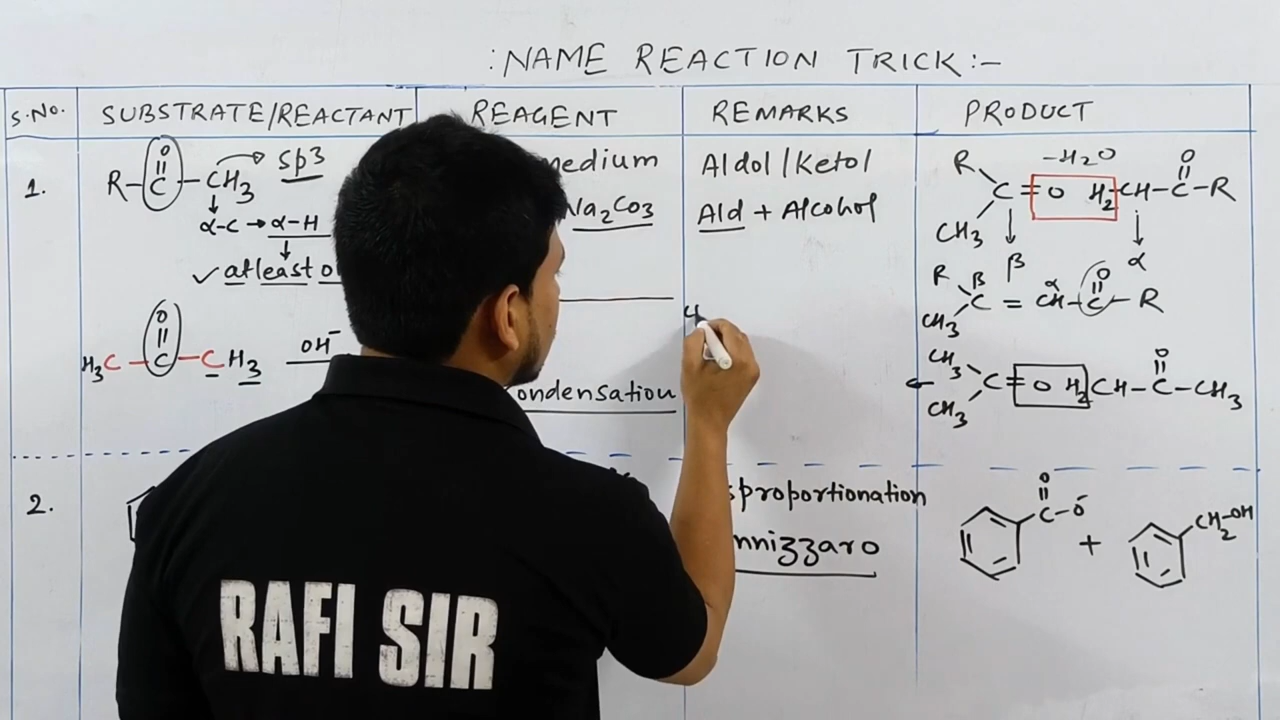 :NAME REACTION TRICK:-
S.No.
SUBSTRATE/REACTANT
REAGENT
REMARKS
PRODUCT
1.
O
R-C-CH3 → sp3
α-C → α-H
✓ atleast
medium
Na2CO3
Aldol/Ketol
Ald + Alcohol
R
-H2O
O
C=O H2CH-C-R
CH3
β
α
R
β
α
O
C=CH-C-R
CH3
O
H3C-C-CH3
OH-
ondensation
CH3
O
C=O H2CH-C-CH3
CH3
2.
sproportionation
nnizzaro
O
C-O-
+
CH2-OH
RAFI SIR